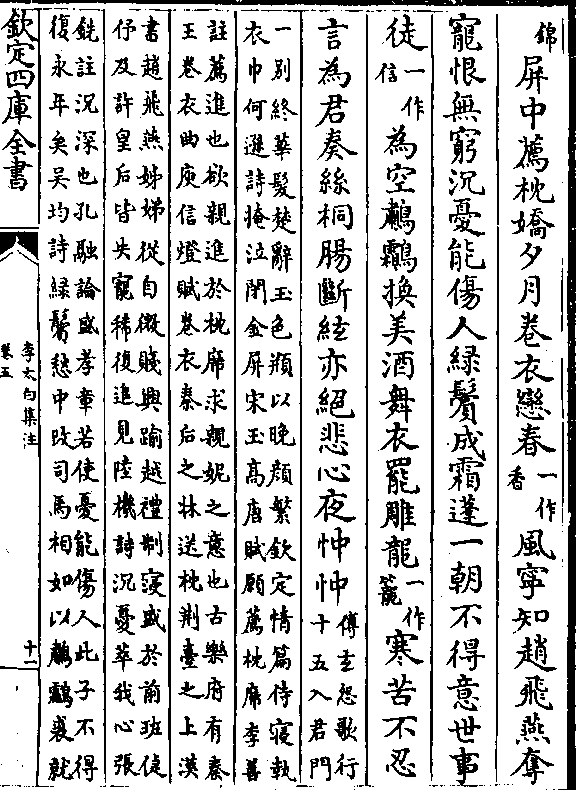 錦屏中薦枕嬌夕月卷衣戀春一作香風寧知趙飛燕奪
寵恨無窮沉憂能傷人綠鬢成霜蓬一朝不得意世事
徒一作信為空鷫鸘換美酒舞衣罷雕龍一作籠寒苦不忍
言為君奏絲桐腸斷絃亦絕悲心夜忡忡傅玄怨歌行
十五入君門
一別終華髮楚辭玉色頩以晚顔繁欽定情篇侍寢執
衣巾何遜詩掩泣閉金屏宋玉高唐賦願薦枕席李善
註薦進也欲親進於枕席求親妮之意也古樂府有秦
王卷衣曲庾信燈賦卷衣秦后之牀送枕荆臺之上漢
書趙飛燕姊娣從自微賤興踰越禮制寖盛於前班倢
伃及許皇后皆失寵稀復進見陸機詩沉憂萃我心張
銑註沉深也孔融論盛孝章若使憂能傷人此子不得
復永年矣吴均詩綠鬢愁中改司馬相如以鷫鸘裘就
欽定四庫全書
李太白集注
卷五
十二